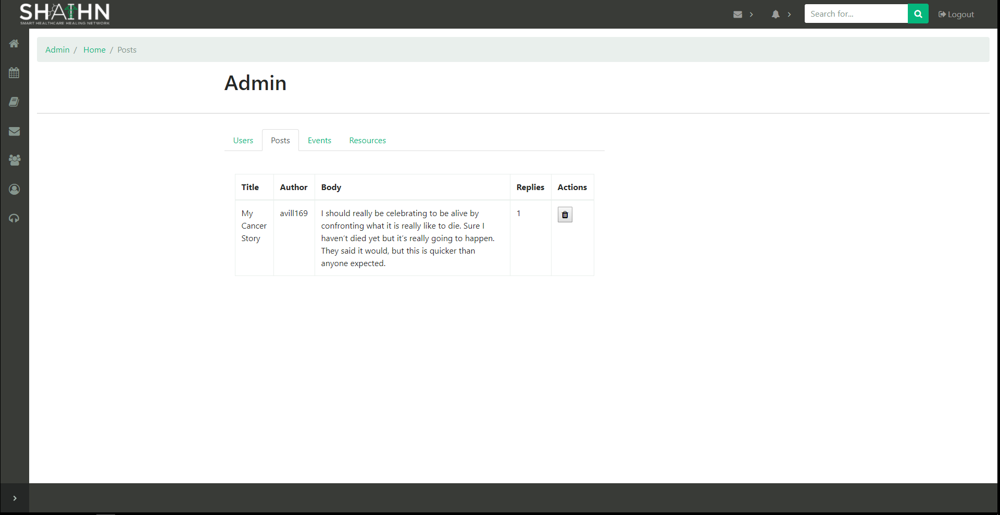 SHAIHN
SMART HEALTHCARE HEALING NETWORK
Search for...
Logout
Admin / Home / Posts
Admin
Users Posts Events Resources
Title Author Body Replies Actions
My avill169 I should really be celebrating to be alive by 1
Cancer confronting what it is really like to die. Sure I
Story haven't died yet but it's really going to happen.
They said it would, but this is quicker than
anyone expected.